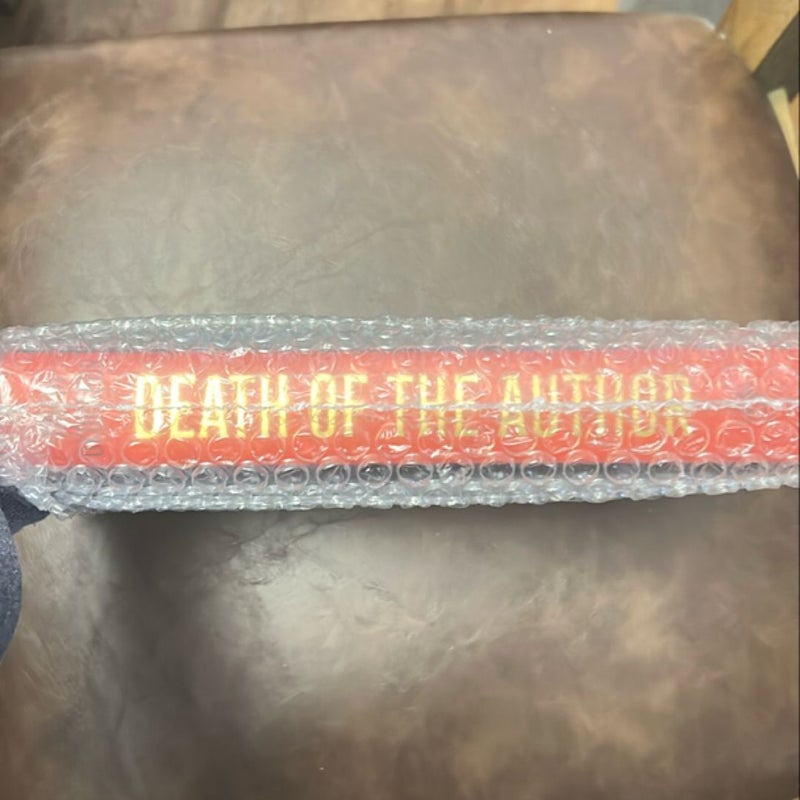 DEATH OF THE AUTHOR